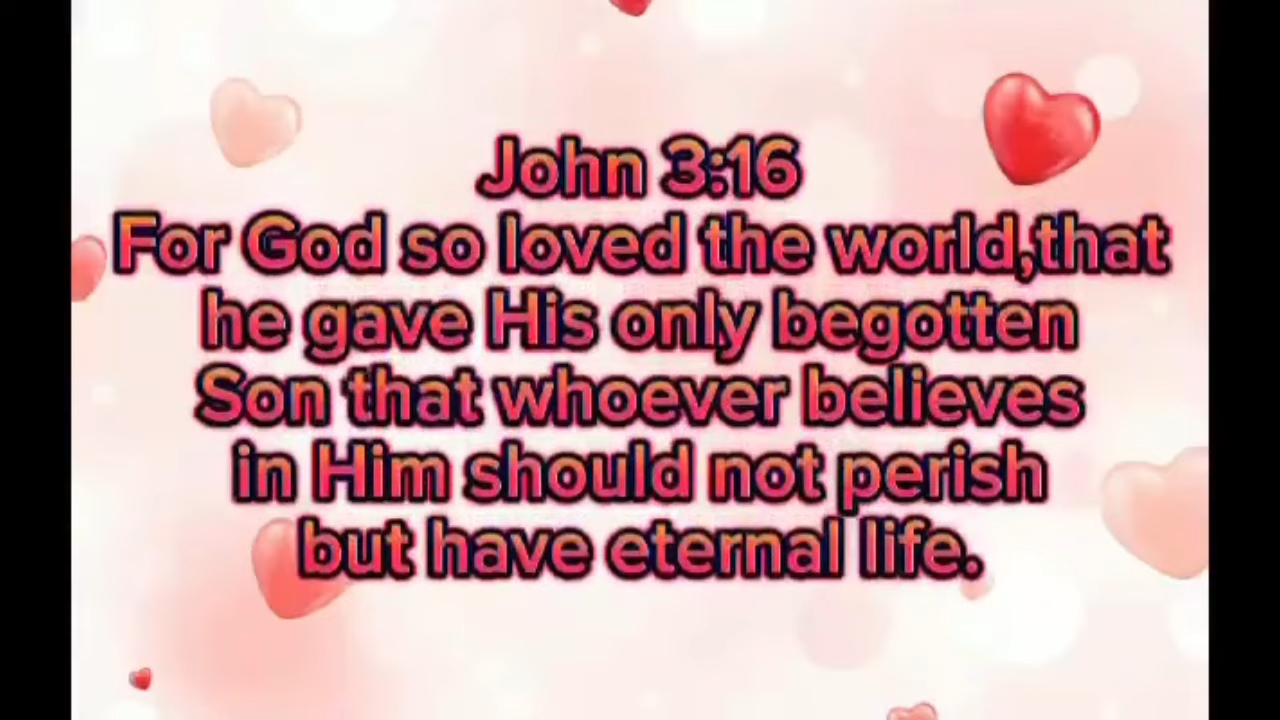 John 3:16
For God so loved the world,that
he gave His only begotten
Son that whoever believes
in Him should not perish
but have eternal life.